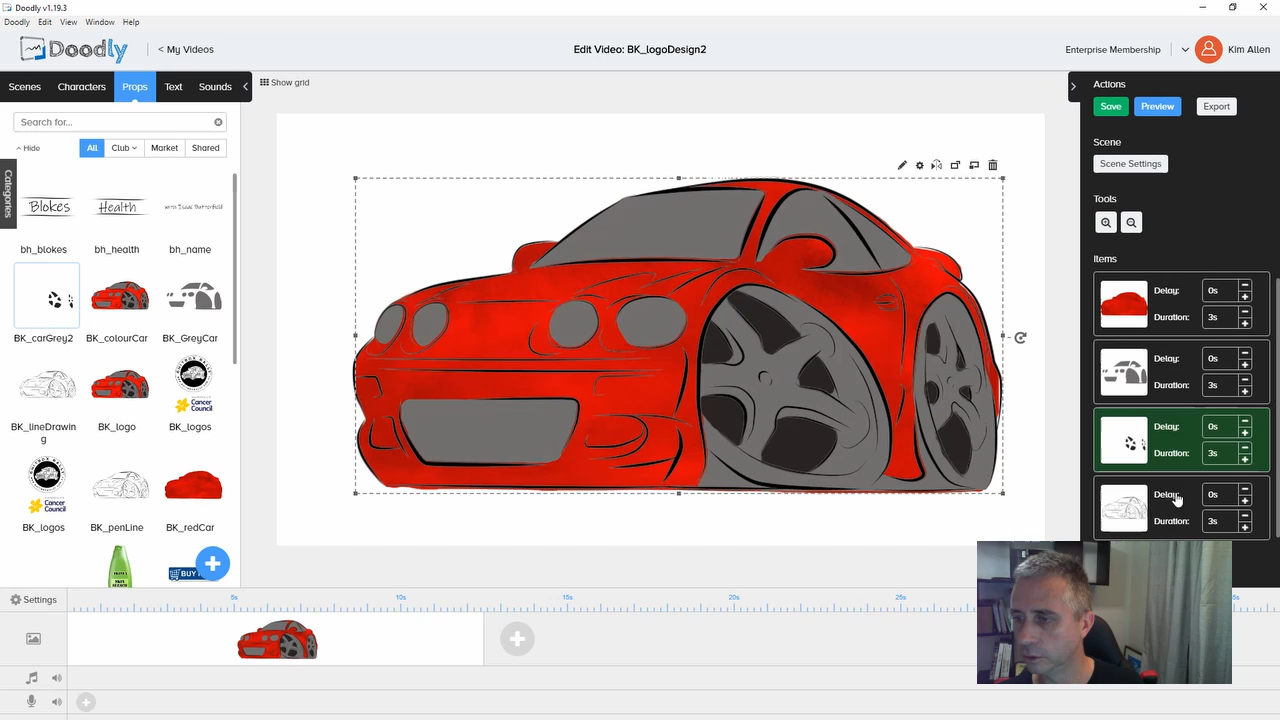 Doodly v1.19.3
Doodly Edit View Window Help
Doodly < My Videos
Edit Video: BK_logoDesign2
Enterprise Membership Kim Allen
Scenes Characters Props Text Sounds
Show grid
Search for...
Hide All Club Market Shared
Categories
Blokes Health
bh_blokes bh_health bh_name
BK_carGrey2 BK_colourCar BK_GreyCar
Cancer
Council
BK_lineDrawin
g BK_logo BK_logos
Cancer
Council
BK_logos BK_penLine BK_redCar
BUY
Actions
Save Preview Export
Scene
Scene Settings
Tools
Items
Delay: 0s
Duration: 3s
Delay: 0s
Duration: 3s
Delay: 0s
Duration: 3s
Delay: 0s
Duration: 3s
Settings 5s 10s 15s 20s 25s